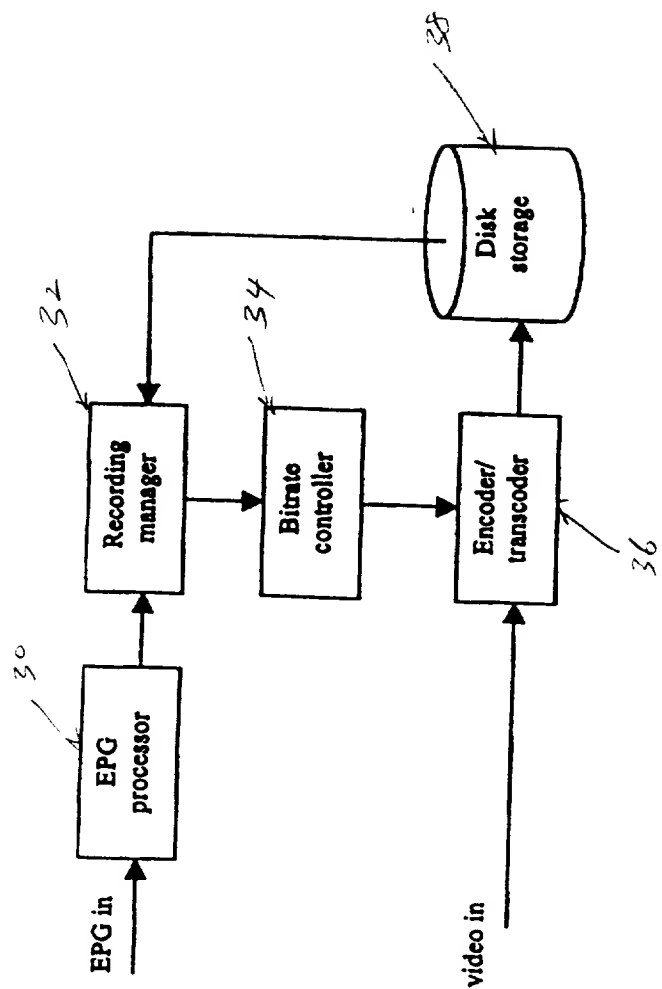 30
32
EPG in
EPG
processor
Recording
manager
34
Bitrate
controller
38
Disk
storage
video in
Encoder/
transcoder
36